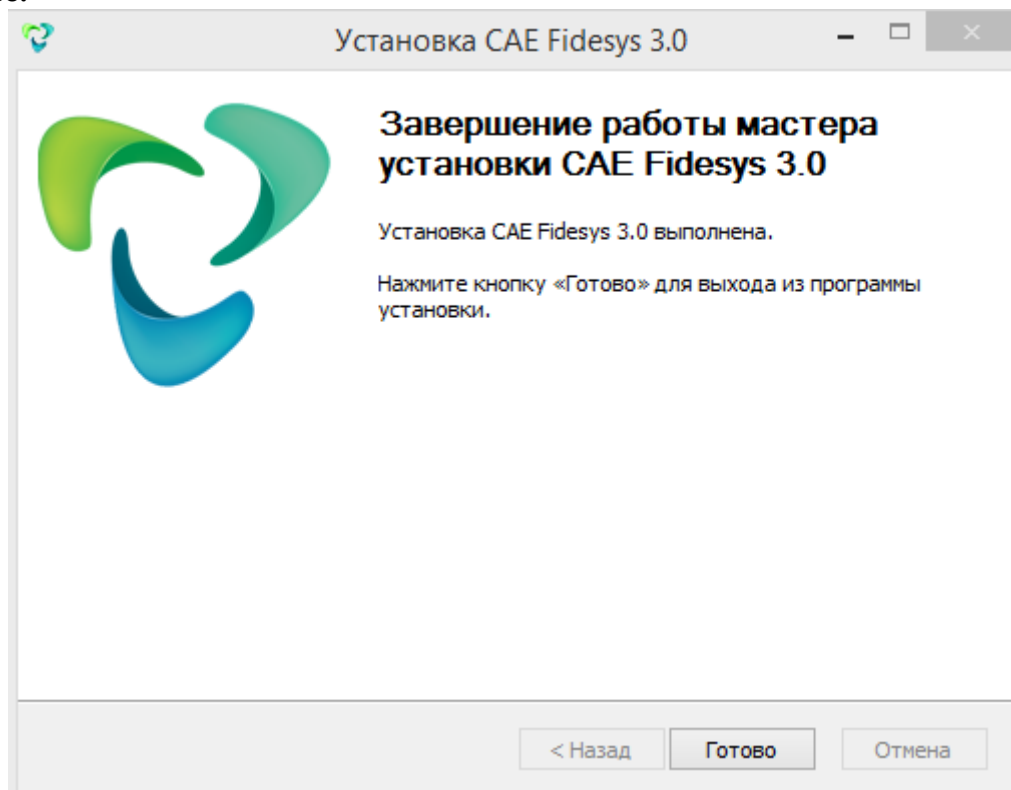 Установка CAE Fidesys 3.0
Завершение работы мастера
установки CAE Fidesys 3.0
Установка CAE Fidesys 3.0 выполнена.
Нажмите кнопку «Готово» для выхода из программы
установки.
< Назад
Готово
Отмена